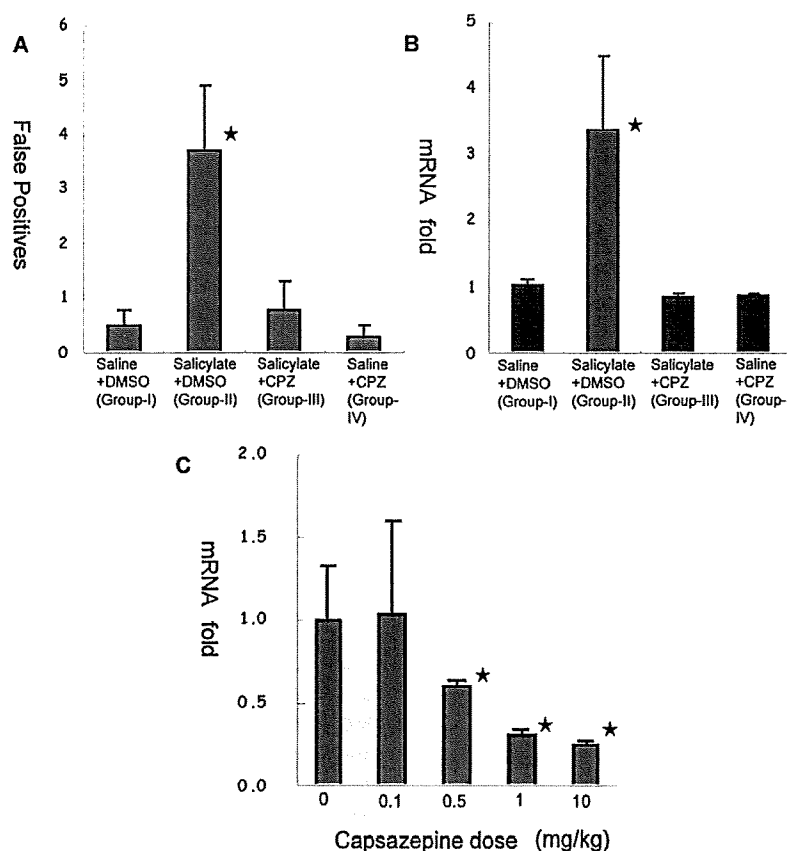 A
False Positives
6
5
4
3
2
1
0
Saline
+DMSO
(Group-I)
Salicylate
+DMSO
(Group-II)
Salicylate
+CPZ
(Group-III)
Saline
+CPZ
(Group-
IV)
B
mRNA fold
5
4
3
2
1
0
Saline
+DMSO
(Group-I)
Salicylate
+DMSO
(Group-II)
Salicylate
+CPZ
(Group-III)
Saline
+CPZ
(Group-
IV)
C
mRNA fold
2.0
1.5
1.0
0.5
0.0
0 0.1 0.5 1 10
Capsazepine dose (mg/kg)